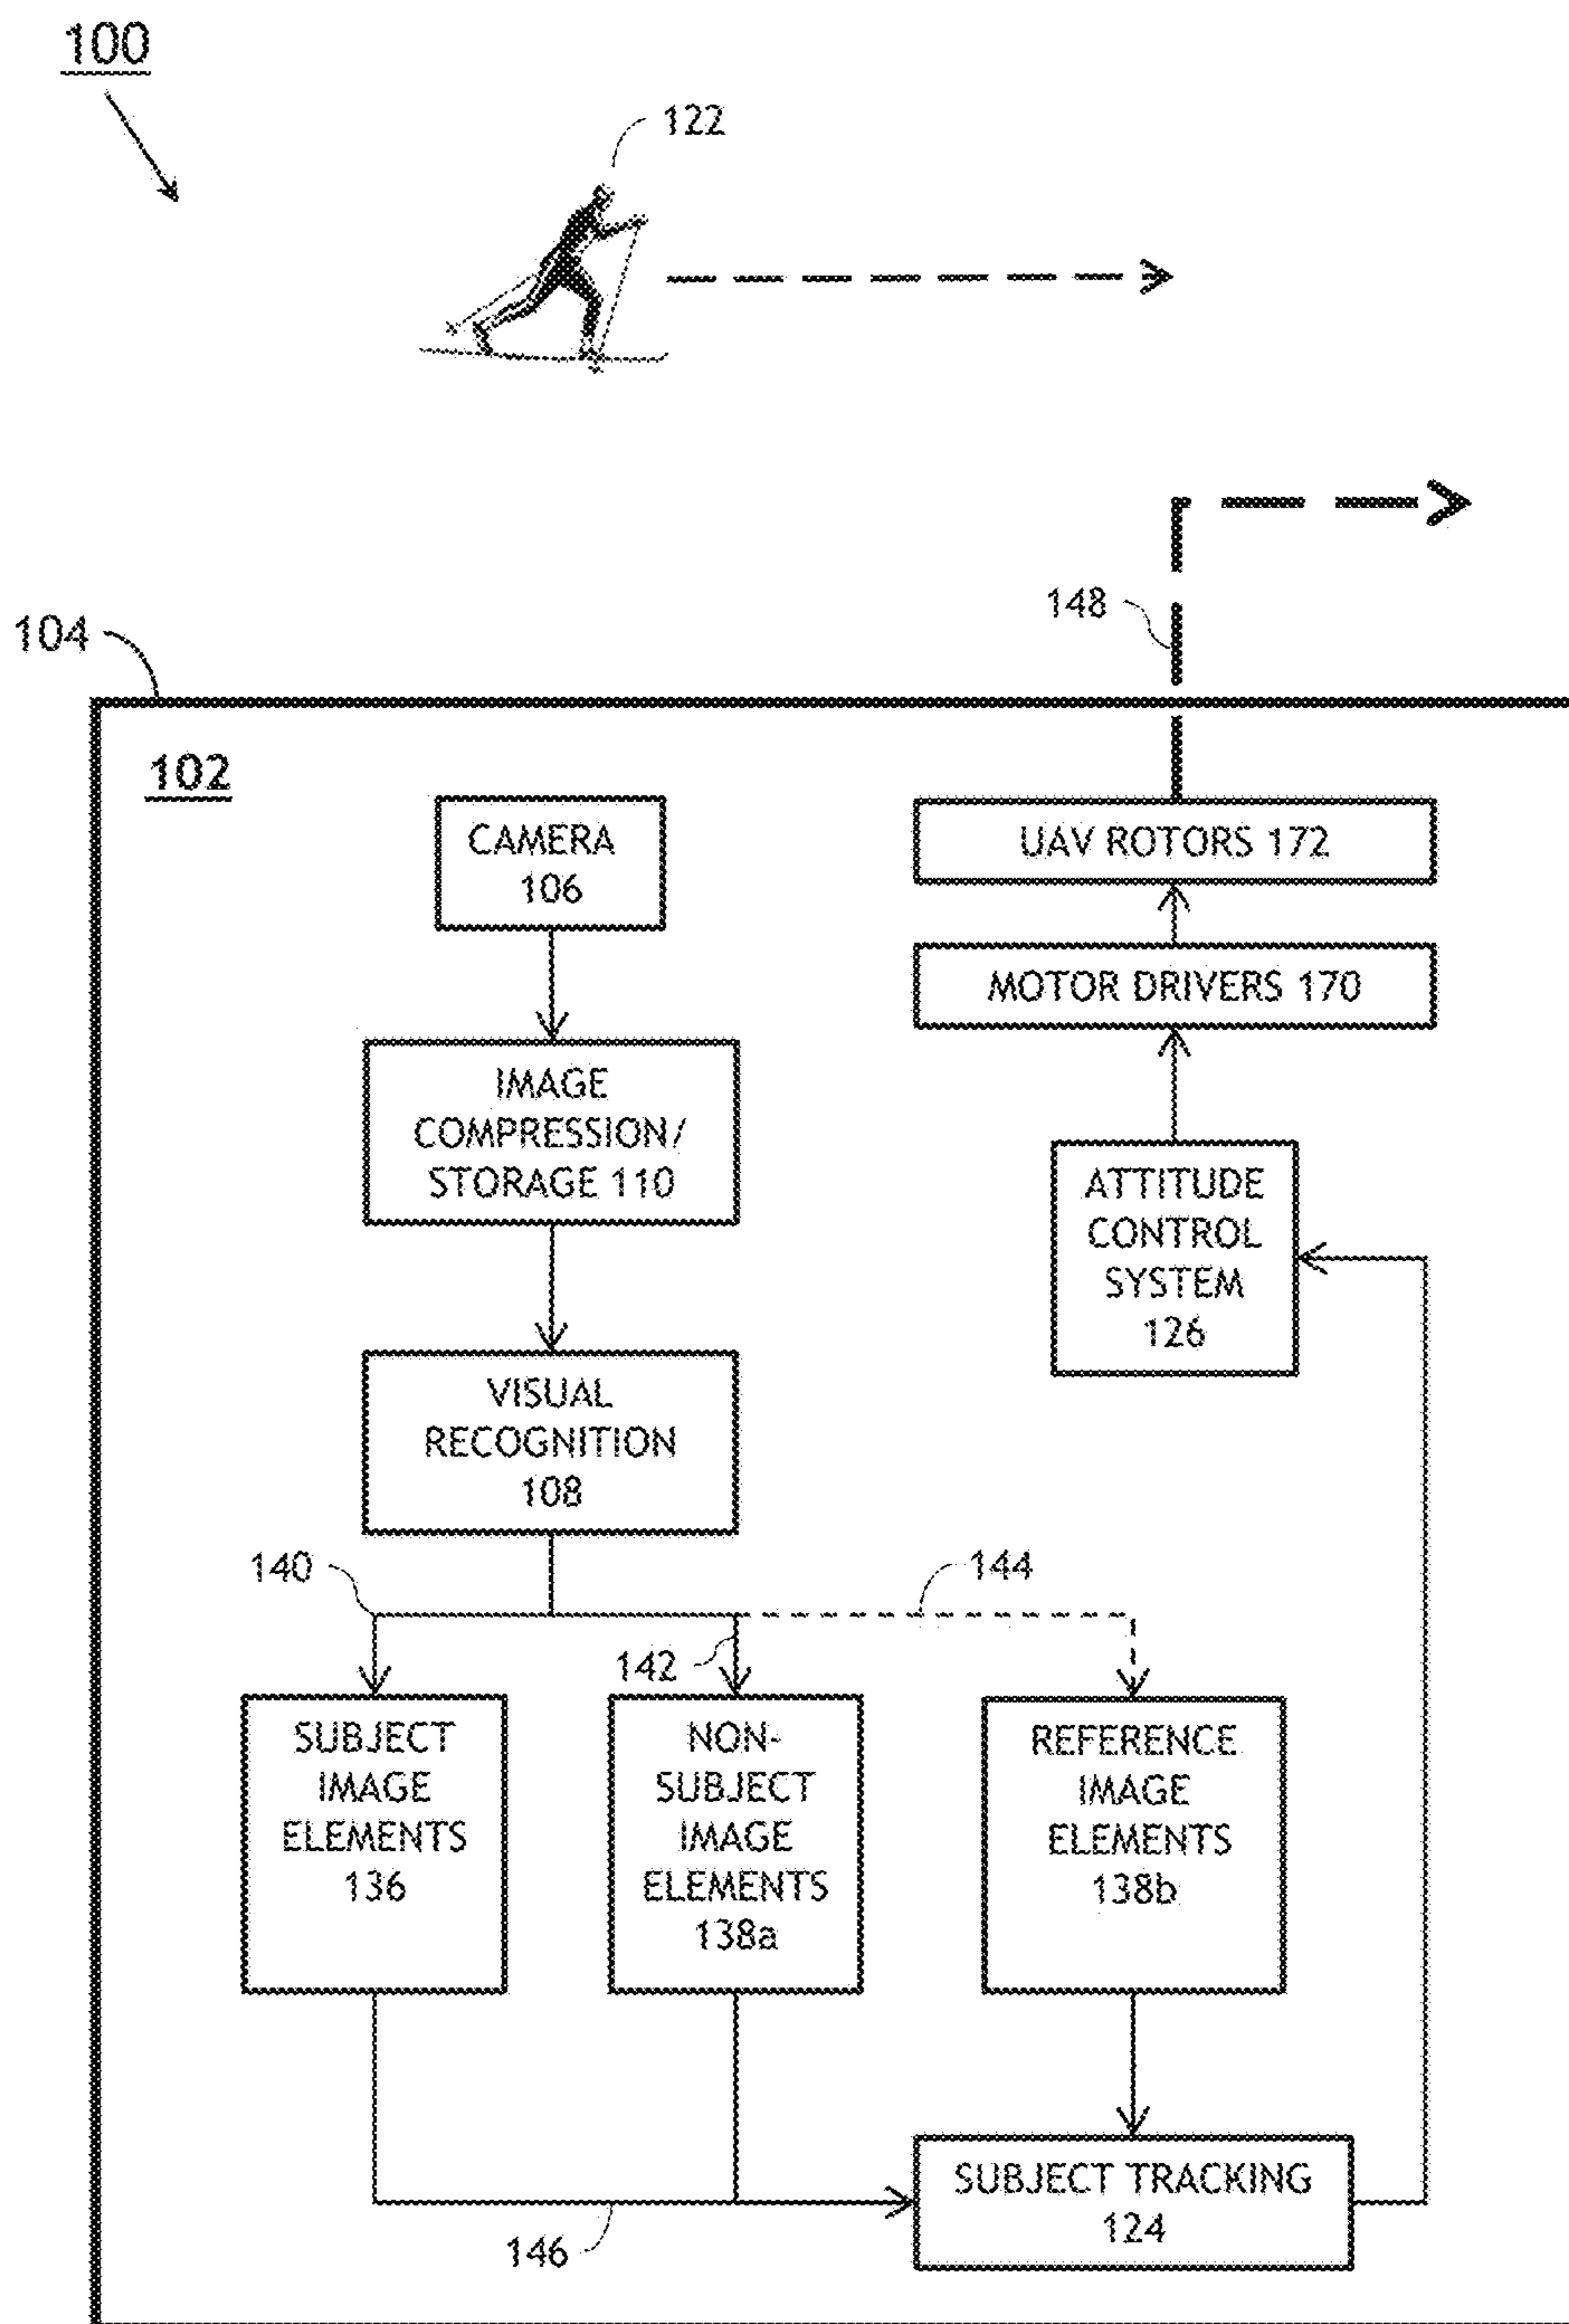 100
122
148
104
102
CAMERA
106
UAV ROTORS 172
MOTOR DRIVERS 170
IMAGE
COMPRESSION/
STORAGE 110
ATTITUDE
CONTROL
SYSTEM
126
VISUAL
RECOGNITION
108
140
144
142
SUBJECT
IMAGE
ELEMENTS
136
NON-
SUBJECT
IMAGE
ELEMENTS
138a
REFERENCE
IMAGE
ELEMENTS
138b
SUBJECT TRACKING
124
146